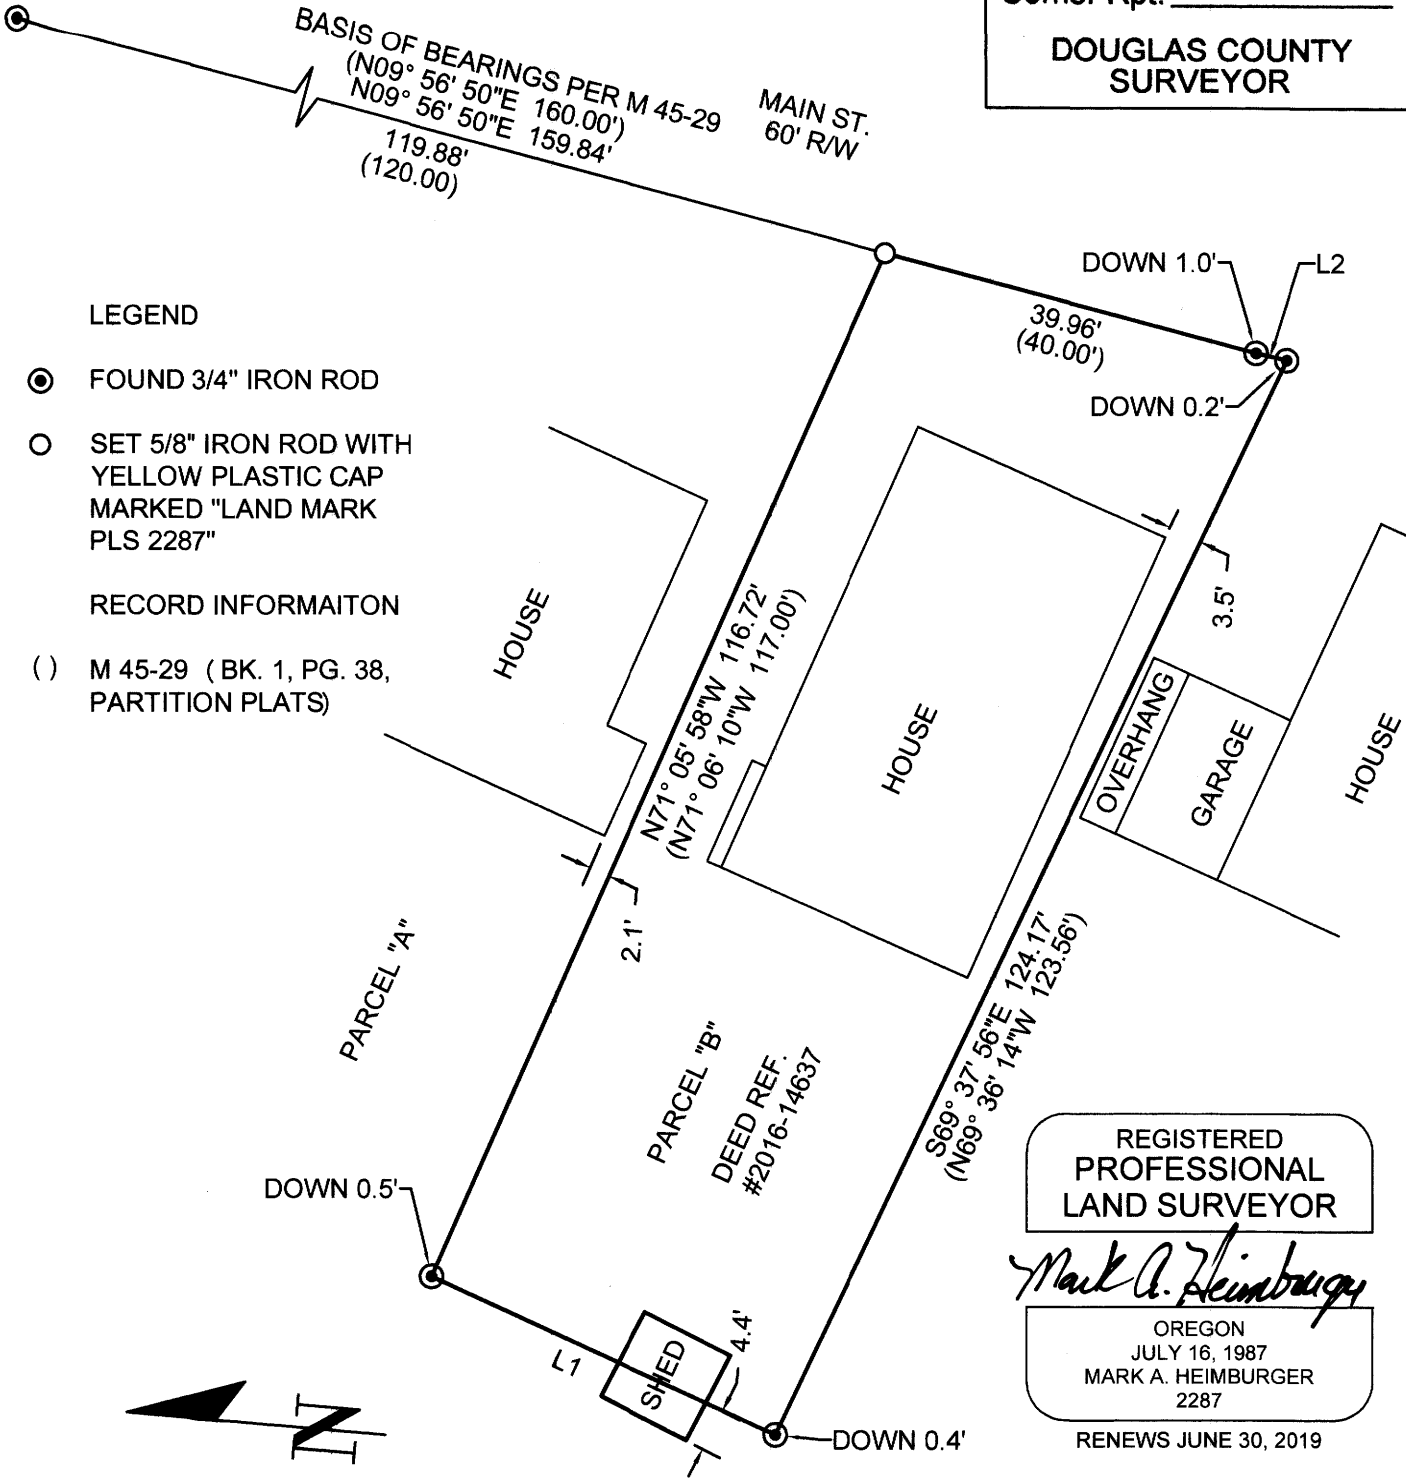 Corner Rpt.
DOUGLAS COUNTY
SURVEYOR
BASIS OF BEARINGS PER M 45-29
(N09° 56' 50"E 160.00')
N09° 56' 50"E 159.84'
119.88'
(120.00)
MAIN ST.
60' R/W
DOWN 1.0'
L2
39.96'
(40.00')
DOWN 0.2'
LEGEND
FOUND 3/4" IRON ROD
SET 5/8" IRON ROD WITH
YELLOW PLASTIC CAP
MARKED "LAND MARK
PLS 2287"
RECORD INFORMAITON
( ) M 45-29 ( BK. 1, PG. 38,
PARTITION PLATS)
HOUSE
N71° 05' 58"W 116.72'
(N71° 06' 10"W 117.00')
HOUSE
3.5'
OVERHANG
GARAGE
HOUSE
2.1'
PARCEL "A"
PARCEL "B"
DEED REF.
#2016-14637
S69° 37' 56"E 124.17'
(N69° 36' 14"W 123.56')
DOWN 0.5'
L1
SHED
4.4'
DOWN 0.4'
N
REGISTERED
PROFESSIONAL
LAND SURVEYOR
Mark A. Heimburger
OREGON
JULY 16, 1987
MARK A. HEIMBURGER
2287
RENEWS JUNE 30, 2019